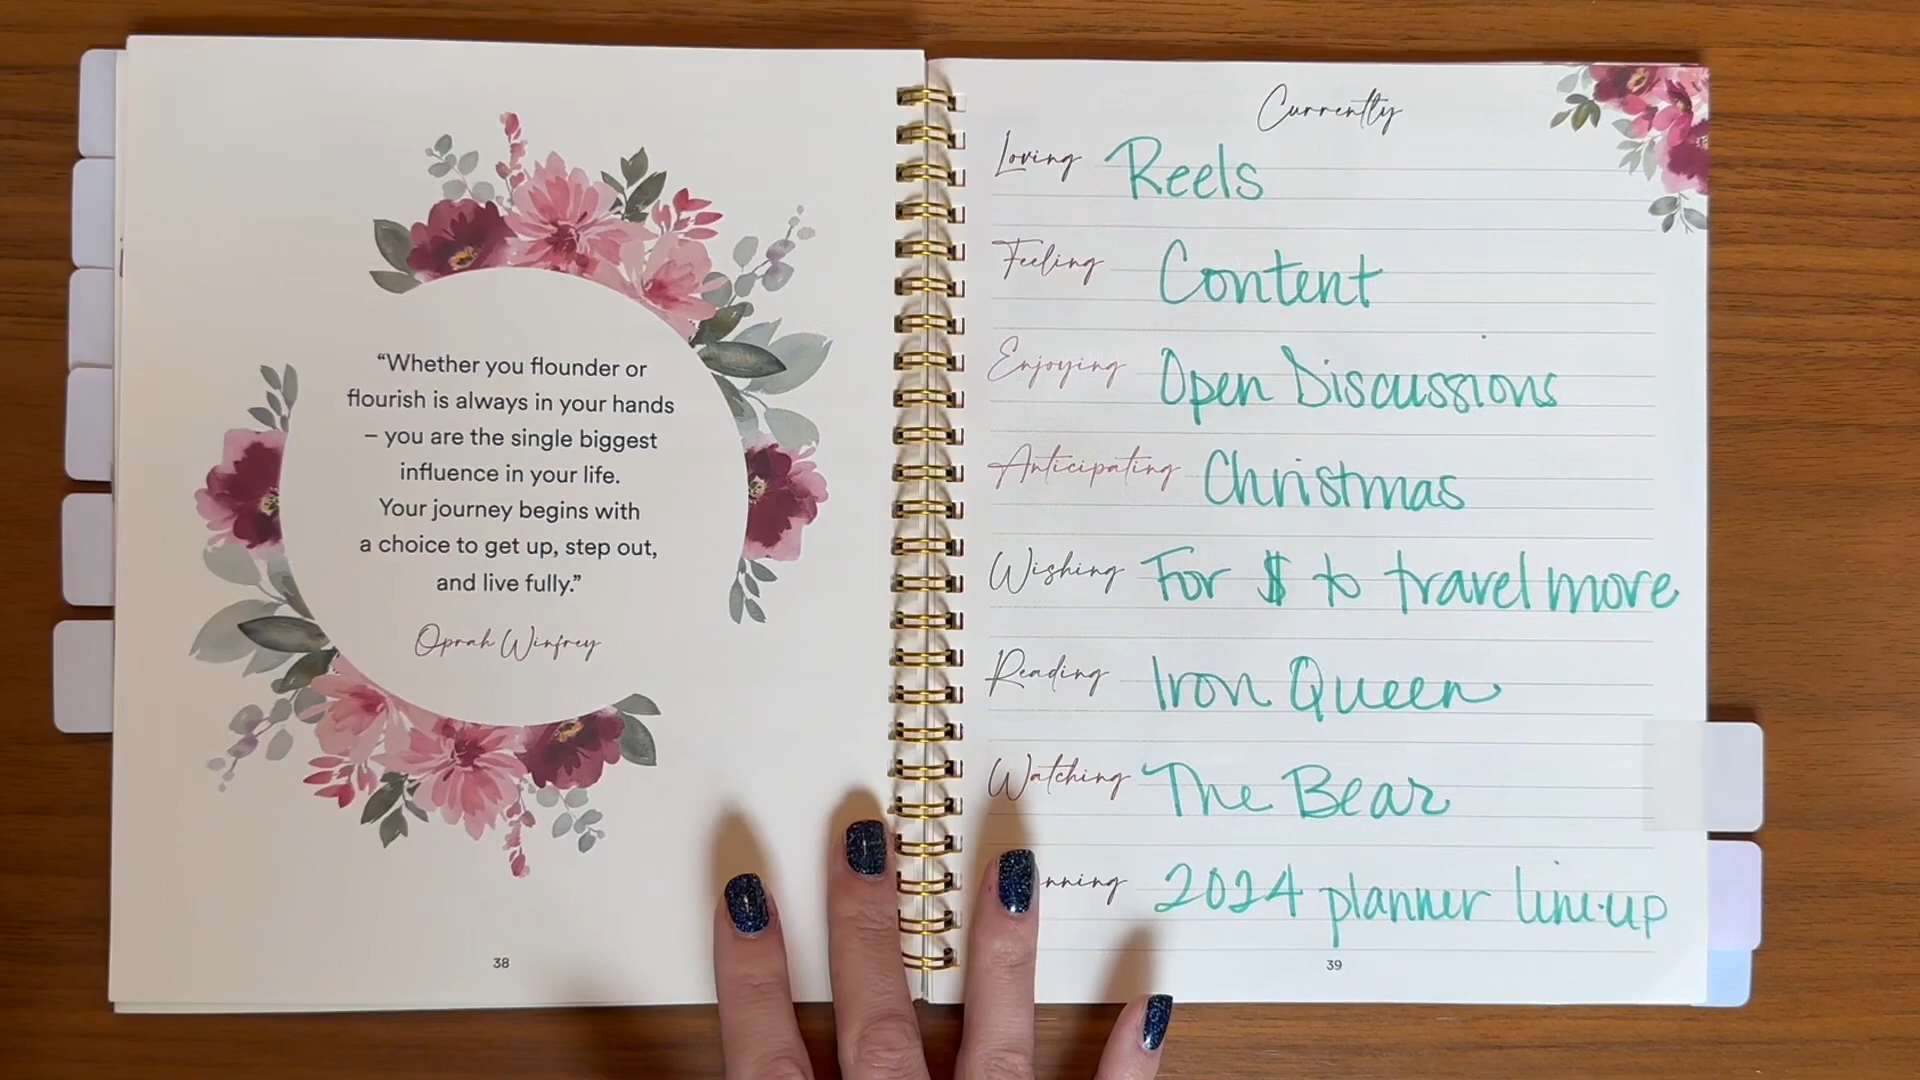 “Whether you flounder or
flourish is always in your hands
– you are the single biggest
influence in your life.
Your journey begins with
a choice to get up, step out,
and live fully.”
Oprah Winfrey
38
Currently
Loving Reels
Feeling Content
Enjoying Open Discussions
Anticipating Christmas
Wishing For $ to travel more
Reading Iron Queen
Watching The Bear
nning 2024 planner line-up
39